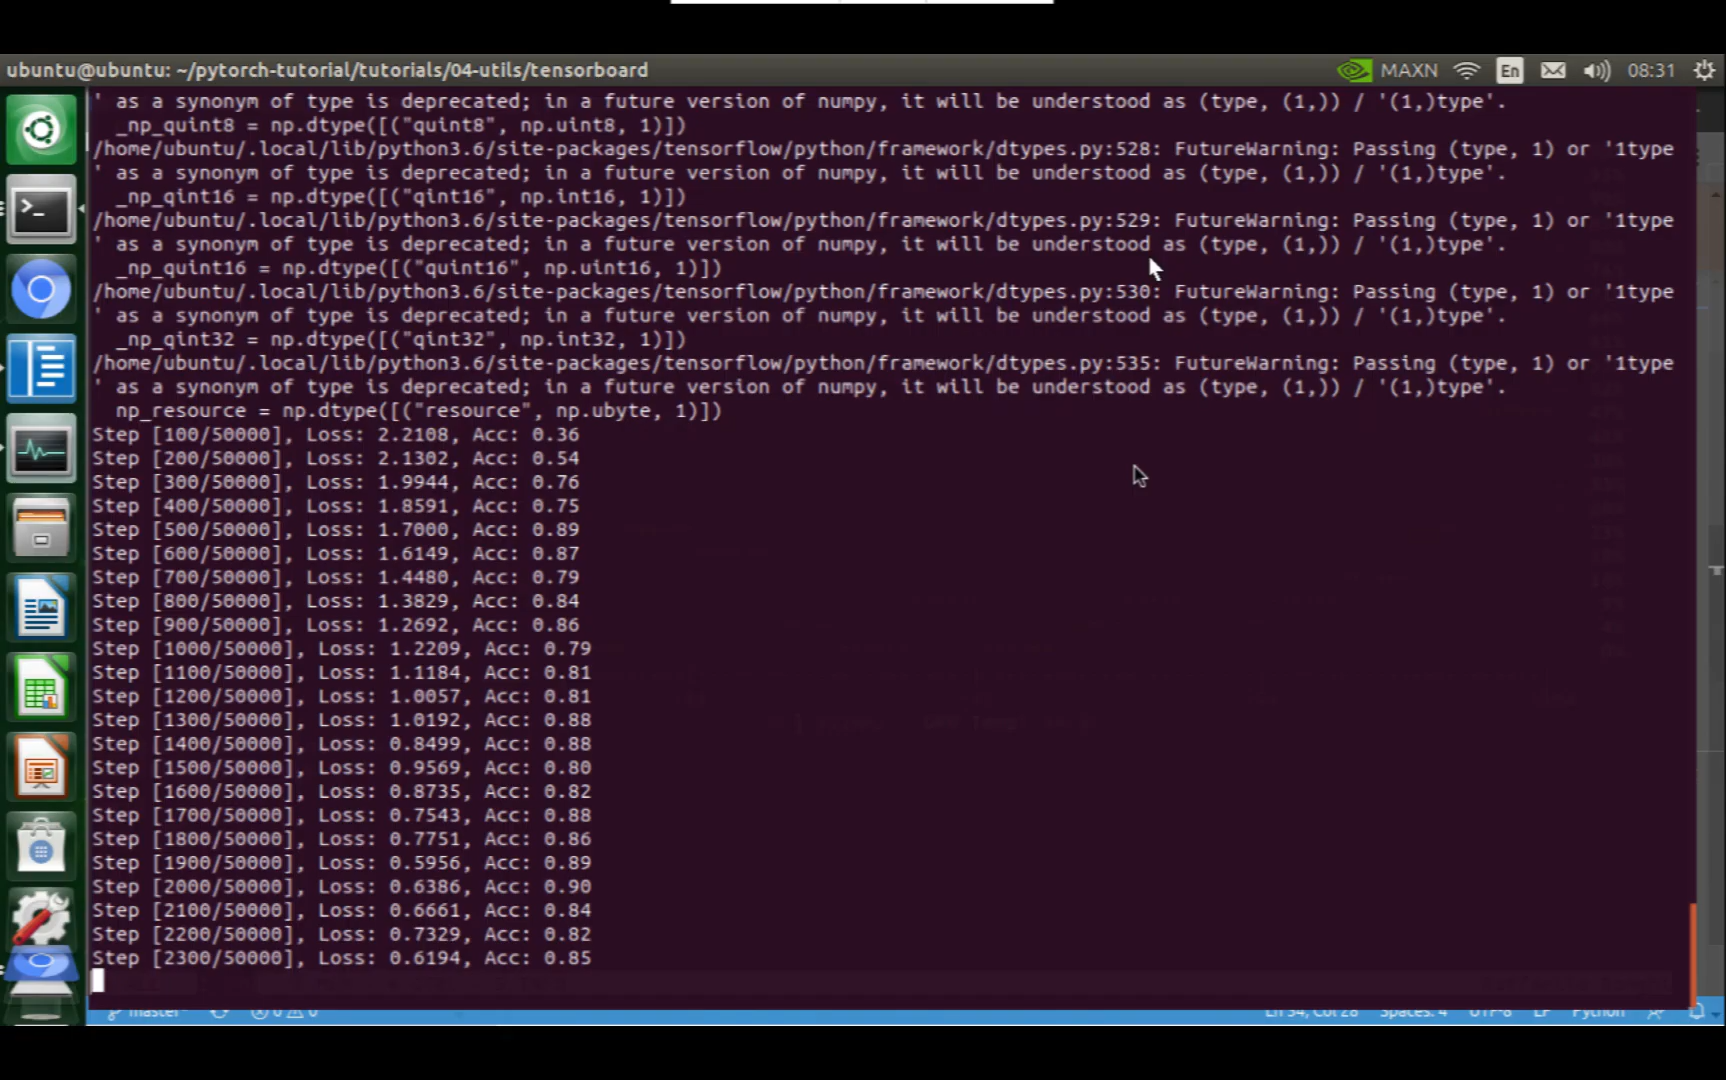 ubuntu@ubuntu: ~/pytorch-tutorial/tutorials/04-utils/tensorboard
MAXN En 08:31
' as a synonym of type is deprecated; in a future version of numpy, it will be understood as (type, (1,)) / '(1,)type'.
_np_quint8 = np.dtype([("quint8", np.uint8, 1)])
/home/ubuntu/.local/lib/python3.6/site-packages/tensorflow/python/framework/dtypes.py:528: FutureWarning: Passing (type, 1) or '1type
' as a synonym of type is deprecated; in a future version of numpy, it will be understood as (type, (1,)) / '(1,)type'.
_np_qint16 = np.dtype([("qint16", np.int16, 1)])
/home/ubuntu/.local/lib/python3.6/site-packages/tensorflow/python/framework/dtypes.py:529: FutureWarning: Passing (type, 1) or '1type
' as a synonym of type is deprecated; in a future version of numpy, it will be understood as (type, (1,)) / '(1,)type'.
_np_quint16 = np.dtype([("quint16", np.uint16, 1)])
/home/ubuntu/.local/lib/python3.6/site-packages/tensorflow/python/framework/dtypes.py:530: FutureWarning: Passing (type, 1) or '1type
' as a synonym of type is deprecated; in a future version of numpy, it will be understood as (type, (1,)) / '(1,)type'.
_np_qint32 = np.dtype([("qint32", np.int32, 1)])
/home/ubuntu/.local/lib/python3.6/site-packages/tensorflow/python/framework/dtypes.py:535: FutureWarning: Passing (type, 1) or '1type
' as a synonym of type is deprecated; in a future version of numpy, it will be understood as (type, (1,)) / '(1,)type'.
np_resource = np.dtype([("resource", np.ubyte, 1)])
Step [100/50000], Loss: 2.2108, Acc: 0.36
Step [200/50000], Loss: 2.1302, Acc: 0.54
Step [300/50000], Loss: 1.9944, Acc: 0.76
Step [400/50000], Loss: 1.8591, Acc: 0.75
Step [500/50000], Loss: 1.7000, Acc: 0.89
Step [600/50000], Loss: 1.6149, Acc: 0.87
Step [700/50000], Loss: 1.4480, Acc: 0.79
Step [800/50000], Loss: 1.3829, Acc: 0.84
Step [900/50000], Loss: 1.2692, Acc: 0.86
Step [1000/50000], Loss: 1.2209, Acc: 0.79
Step [1100/50000], Loss: 1.1184, Acc: 0.81
Step [1200/50000], Loss: 1.0057, Acc: 0.81
Step [1300/50000], Loss: 1.0192, Acc: 0.88
Step [1400/50000], Loss: 0.8499, Acc: 0.88
Step [1500/50000], Loss: 0.9569, Acc: 0.80
Step [1600/50000], Loss: 0.8735, Acc: 0.82
Step [1700/50000], Loss: 0.7543, Acc: 0.88
Step [1800/50000], Loss: 0.7751, Acc: 0.86
Step [1900/50000], Loss: 0.5956, Acc: 0.89
Step [2000/50000], Loss: 0.6386, Acc: 0.90
Step [2100/50000], Loss: 0.6661, Acc: 0.84
Step [2200/50000], Loss: 0.7329, Acc: 0.82
Step [2300/50000], Loss: 0.6194, Acc: 0.85
master 0 0 Ln 34, Col 28 Spaces: 4 UTF-8 LF Python